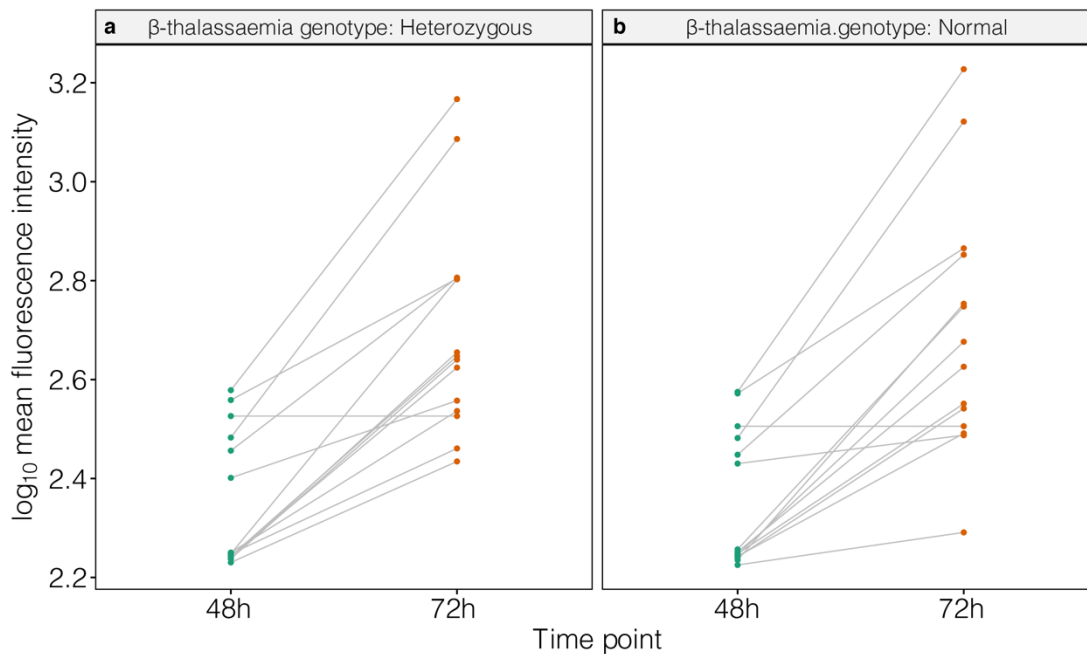 a β-thalassaemia genotype: Heterozygous
b β-thalassaemia.genotype: Normal
log₁₀ mean fluorescence intensity
3.2
3.0
2.8
2.6
2.4
2.2
48h 72h
48h 72h
Time point